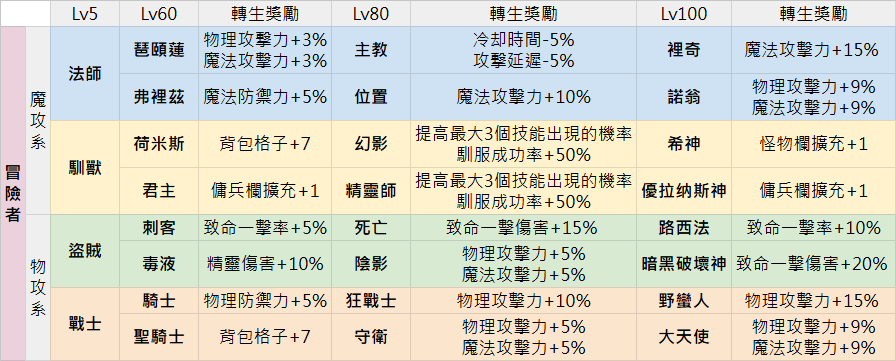 Lv5 Lv60 轉生獎勵 Lv80 轉生獎勵 Lv100 轉生獎勵
冒險者
魔攻系
法師
琶頤蓮 物理攻擊力+3% 魔法攻擊力+3% 主教 冷却時間-5% 攻擊延遲-5% 裡奇 魔法攻擊力+15%
弗裡茲 魔法防禦力+5% 位置 魔法攻擊力+10% 諾翁 物理攻擊力+9% 魔法攻擊力+9%
馴獸
荷米斯 背包格子+7 幻影 提高最大3個技能出現的機率 馴服成功率+50% 希神 怪物欄擴充+1
君主 傭兵欄擴充+1 精靈師 提高最大3個技能出現的機率 馴服成功率+50% 優拉纳斯神 傭兵欄擴充+1
物攻系
盜賊
刺客 致命一擊率+5% 死亡 致命一擊傷害+15% 路西法 致命一擊率+10%
毒液 精靈傷害+10% 陰影 物理攻擊力+5% 魔法攻擊力+5% 暗黑破壞神 致命一擊傷害+20%
戰士
騎士 物理防禦力+5% 狂戰士 物理攻擊力+10% 野蠻人 物理攻擊力+15%
聖騎士 背包格子+7 守衛 物理攻擊力+5% 魔法攻擊力+5% 大天使 物理攻擊力+9% 魔法攻擊力+9%